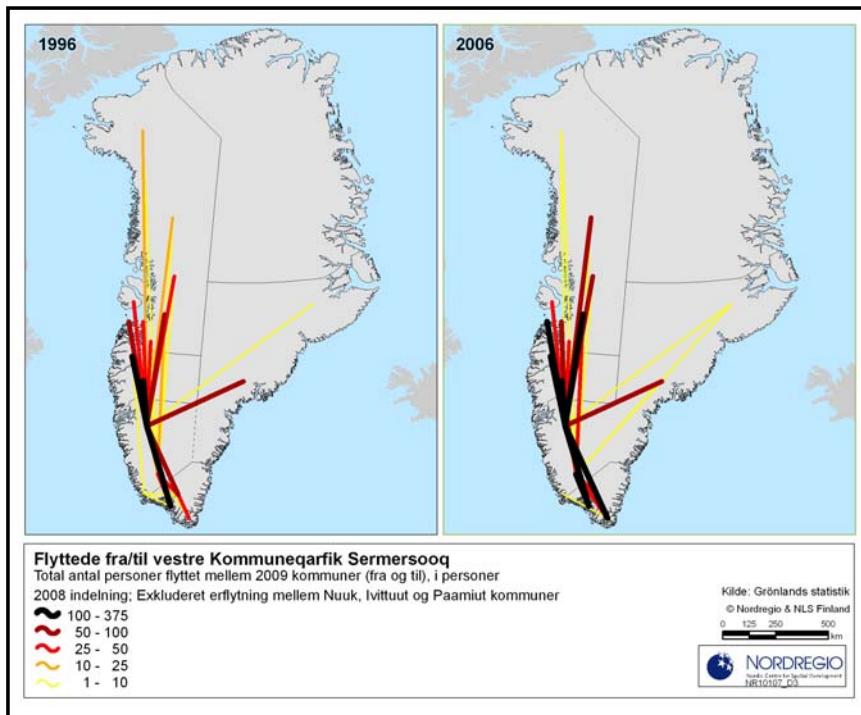 1996
2006
Flyttede fra/til vestre Kommuneqarfik Sermersooq
Total antal personer flyttet mellem 2009 kommuner (fra og til), i personer
2008 indelning; Exkluderet erflytning mellem Nuuk, Ivittuut og Paamiut kommuner
100 - 375
50 - 100
25 - 50
10 - 25
1 - 10
Kilde: Grönlands statistik
© Nordregio & NLS Finland
0 125 250 500
km
NORDREGIO
Nordic Centre for Spatial Development
NR10107_D3